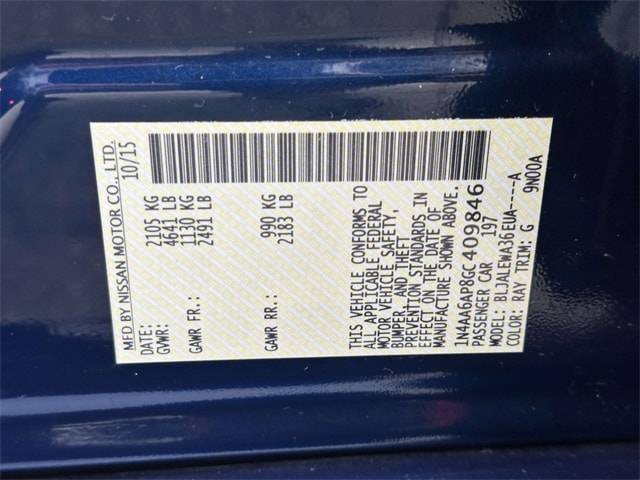 MFD BY NISSAN MOTOR CO., LTD.
DATE: 10/15
GVWR: 2105 KG
4641 LB
GAWR FR.: 1130 KG
2491 LB
GAWR RR.: 990 KG
2183 LB
THIS VEHICLE CONFORMS TO
ALL APPLICABLE FEDERAL
MOTOR VEHICLE SAFETY,
BUMPER, AND THEFT
PREVENTION STANDARDS IN
EFFECT ON THE DATE OF
MANUFACTURE SHOWN ABOVE.
1N4AA6AP8GC409846
PASSENGER CAR 197
MODEL: BLJALEWA36EUA-----A
COLOR: RAY TRIM: G 9N00A